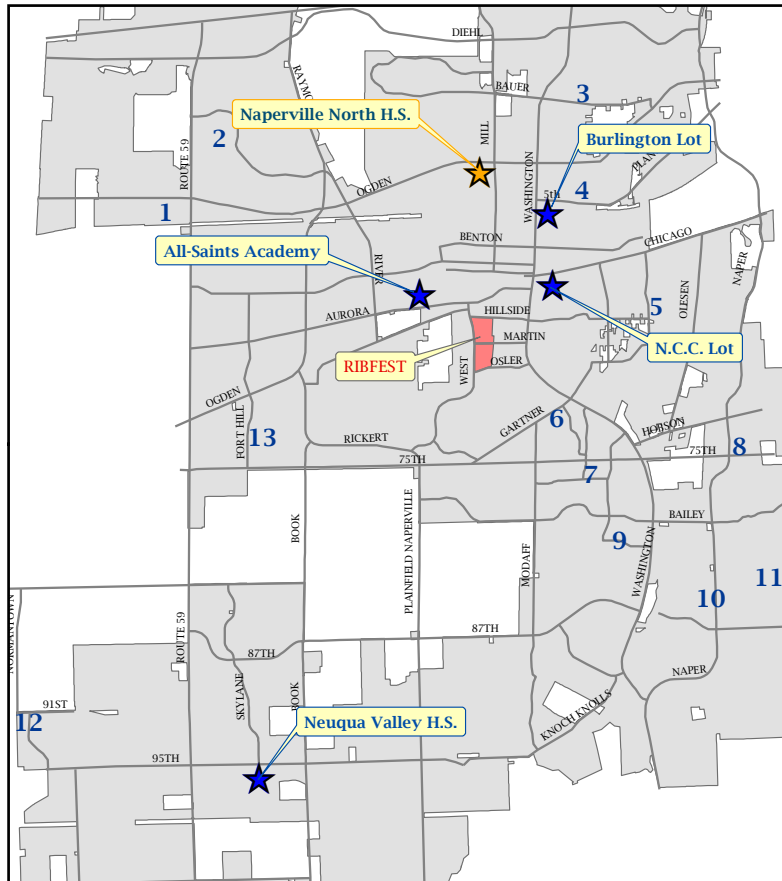 DIEHL
RAYMO
BAUER
3
Naperville North H.S.
MILL
Burlington Lot
2
ROUTE 59
WASHINGTON
PLAN
OGDEN
5th
4
1
BENTON
CHICAGO
All-Saints Academy
RIVER
NAPER
OLESEN
5
AURORA
HILLSIDE
N.C.C. Lot
MARTIN
RIBFEST
WEST
OSLER
OGDEN
FORT HILL
13
RICKERT
GARTNER
6
HOBSON
8
75TH
75TH
7
BOOK
PLAINFIELD NAPERVILLE
BAILEY
MODAFF
9
WASHINGTON
11
10
NORMANTOWN
ROUTE 59
87TH
87TH
NAPER
SKYLANE
BOOK
91ST
12
Neuqua Valley H.S.
KNOCH KNOLLS
95TH